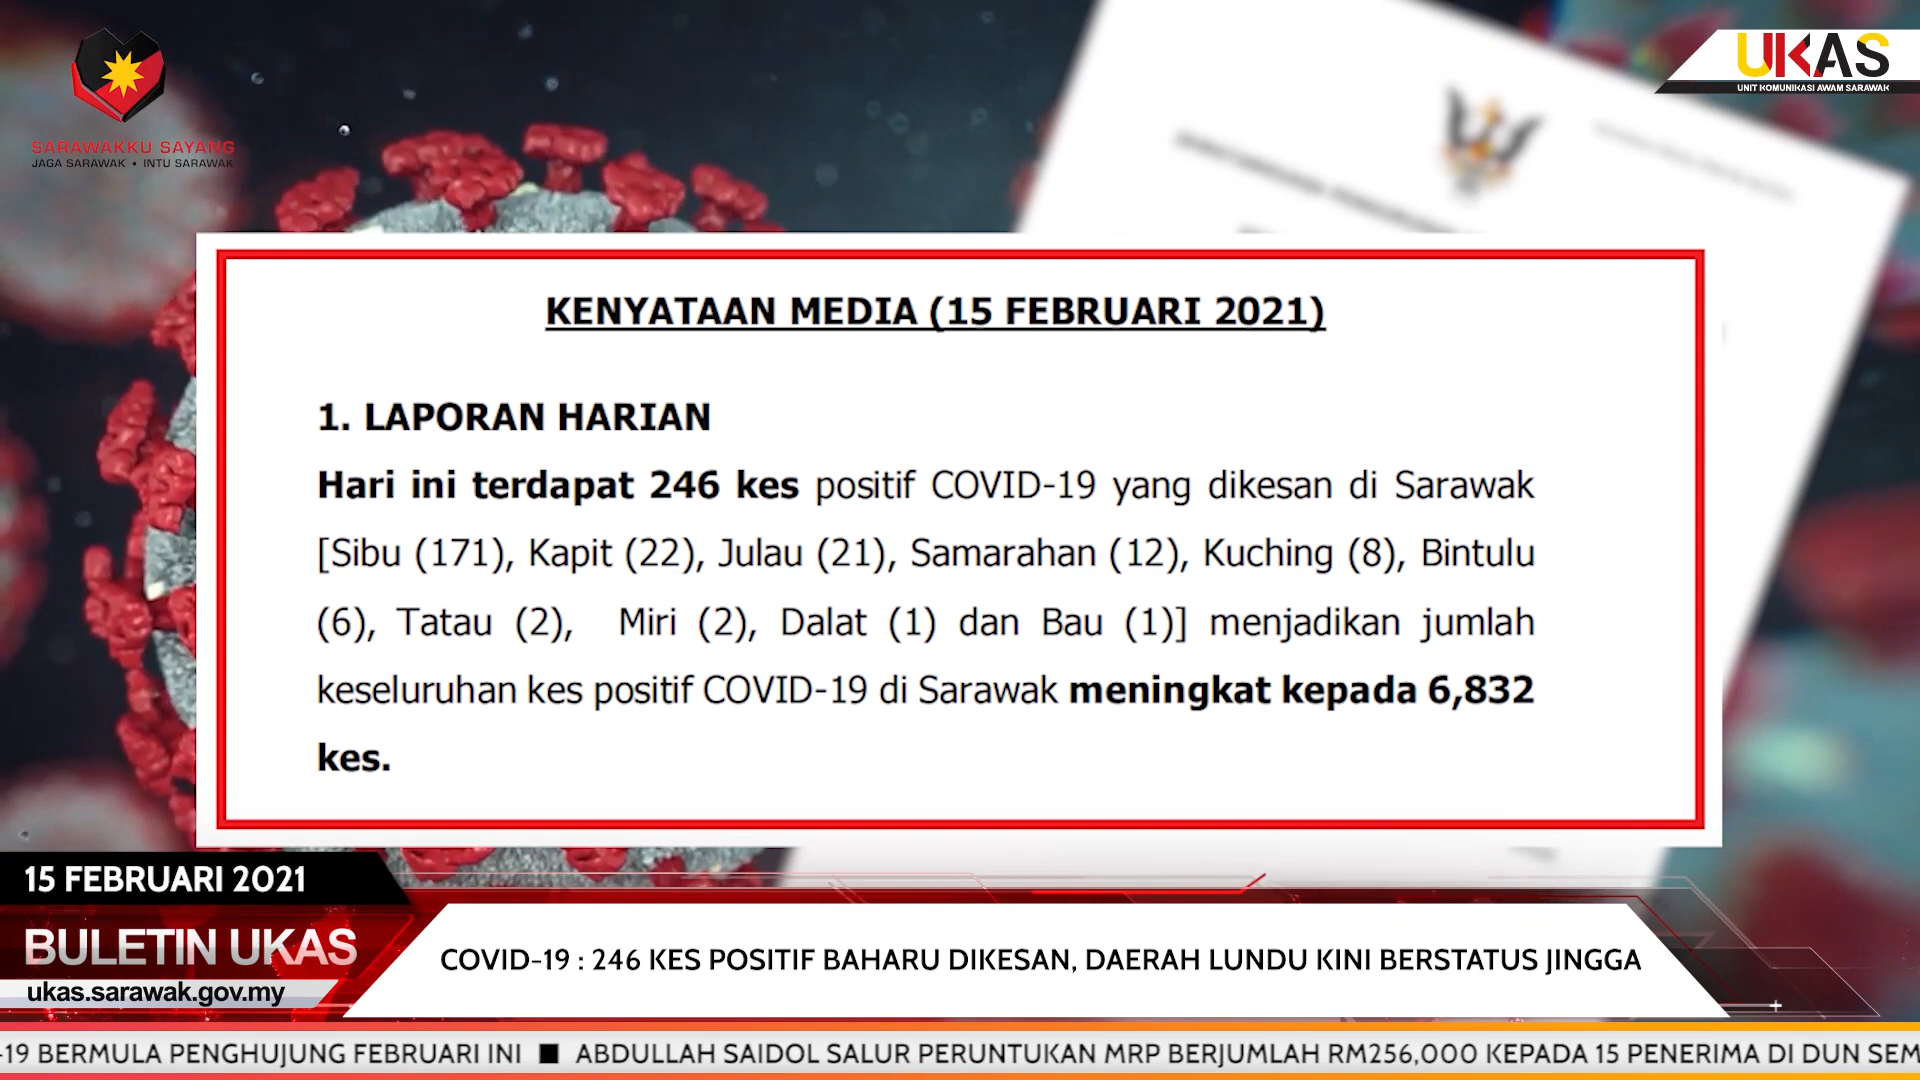 SARAWAKKU SAYANG
JAGA SARAWAK • INTU SARAWAK
UKAS
UNIT KOMUNIKASI AWAM SARAWAK
KENYATAAN MEDIA (15 FEBRUARI 2021)
1. LAPORAN HARIAN
Hari ini terdapat 246 kes positif COVID-19 yang dikesan di Sarawak
[Sibu (171), Kapit (22), Julau (21), Samarahan (12), Kuching (8), Bintulu
(6), Tatau (2), Miri (2), Dalat (1) dan Bau (1)] menjadikan jumlah
keseluruhan kes positif COVID-19 di Sarawak meningkat kepada 6,832
kes.
15 FEBRUARI 2021
BULETIN UKAS
ukas.sarawak.gov.my
COVID-19 : 246 KES POSITIF BAHARU DIKESAN, DAERAH LUNDU KINI BERSTATUS JINGGA
-19 BERMULA PENGHUJUNG FEBRUARI INI ■ ABDULLAH SAIDOL SALUR PERUNTUKAN MRP BERJUMLAH RM256,000 KEPADA 15 PENERIMA DI DUN SEM